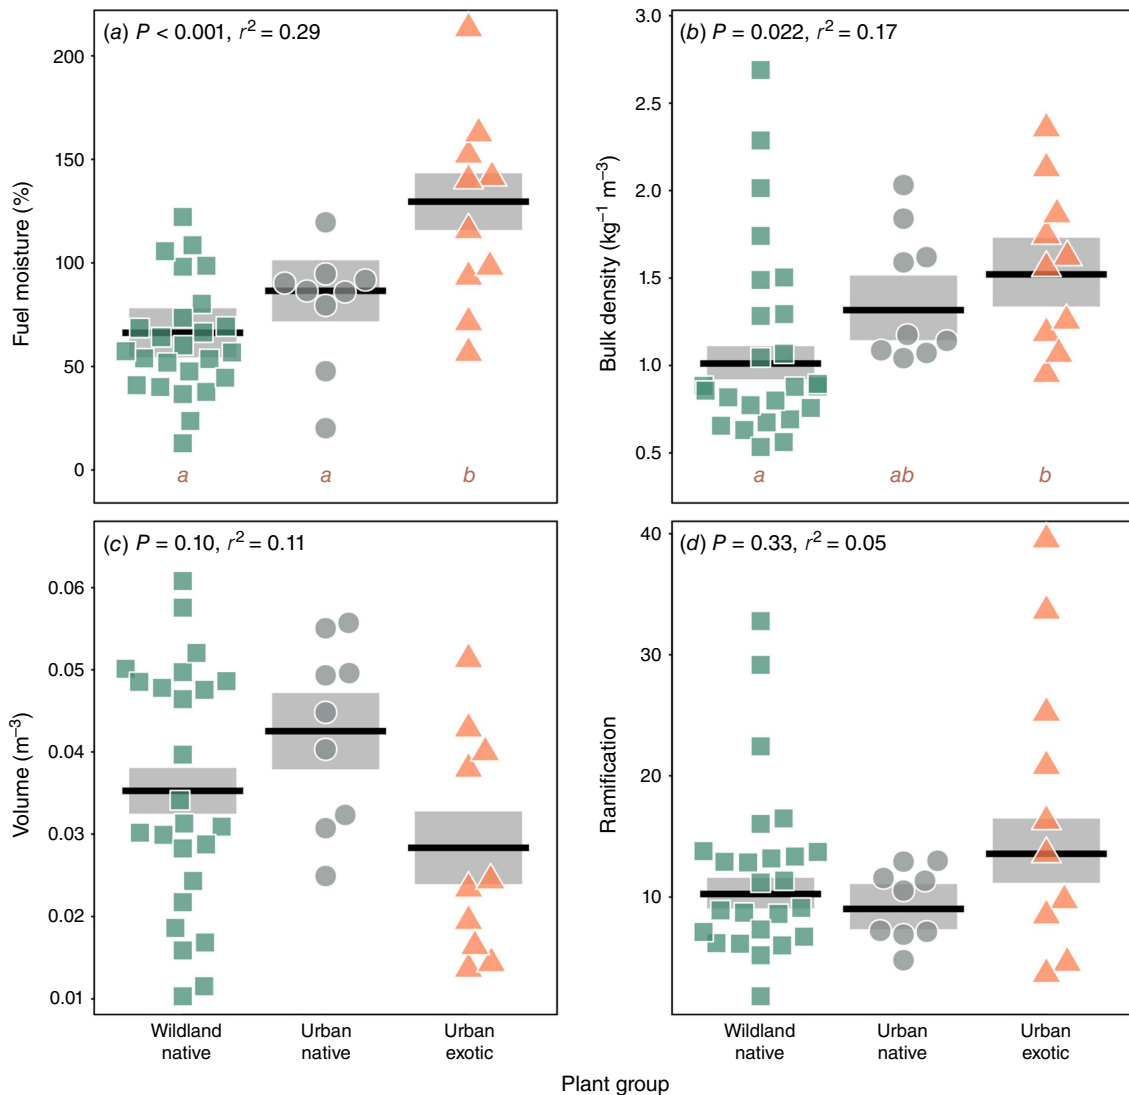 (a) P < 0.001, r² = 0.29
Fuel moisture (%)
200
150
100
50
0
a a b
(b) P = 0.022, r² = 0.17
Bulk density (kg⁻¹ m⁻³)
3.0
2.5
2.0
1.5
1.0
0.5
a ab b
(c) P = 0.10, r² = 0.11
Volume (m⁻³)
0.06
0.05
0.04
0.03
0.02
0.01
Wildland native
Urban native
Urban exotic
(d) P = 0.33, r² = 0.05
Ramification
40
30
20
10
Wildland native
Urban native
Urban exotic
Plant group